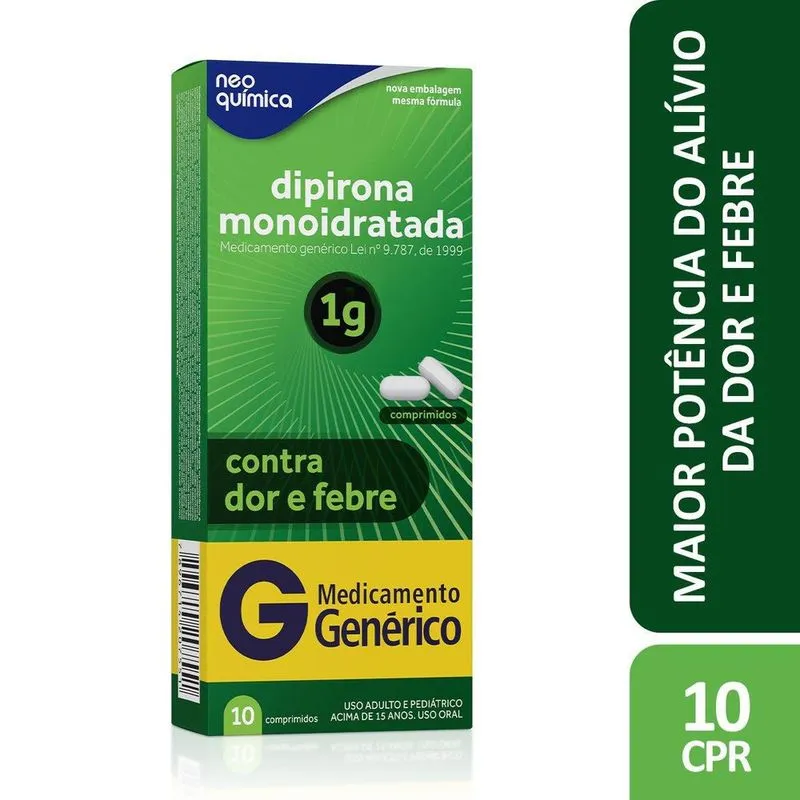 neo
química
nova embalagem
mesma fórmula
dipirona
monoidratada
Medicamento genérico Lei nº 9.787, de 1999
1g
comprimidos
contra
dor e febre
G Medicamento
Genérico
10 comprimidos
USO ADULTO E PEDIÁTRICO
ACIMA DE 15 ANOS. USO ORAL
MAIOR POTÊNCIA DO ALÍVIO
DA DOR E FEBRE
10
CPR